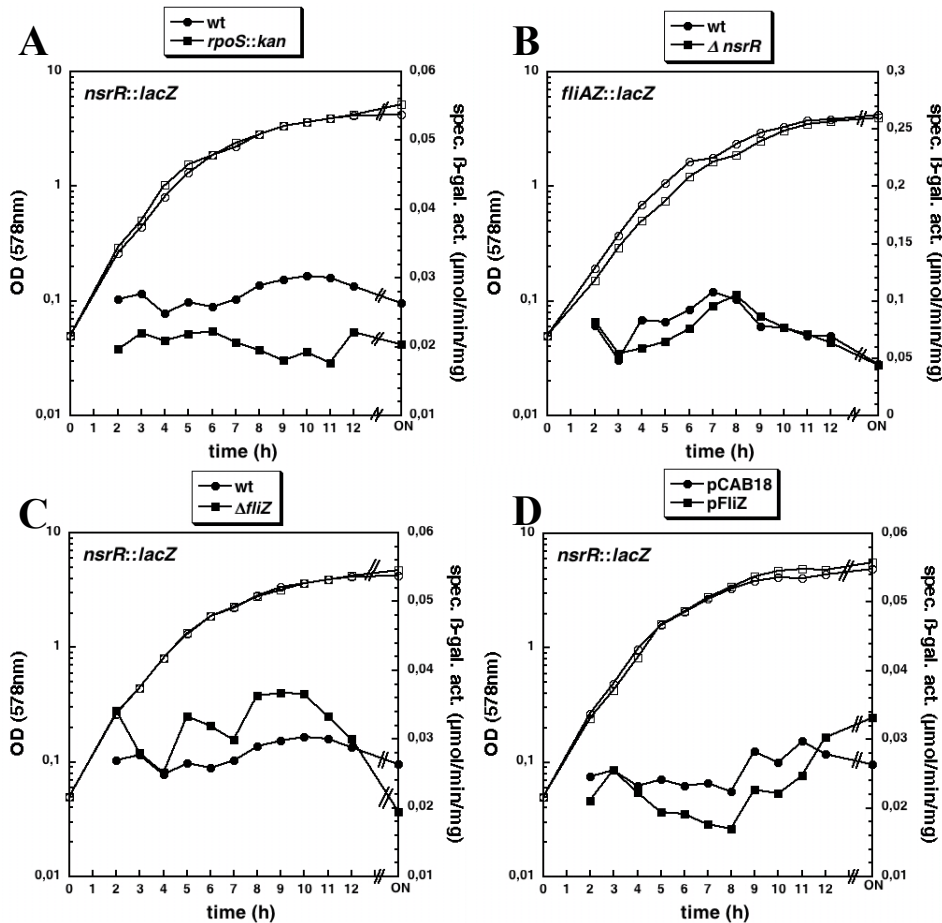 A
wt
rpoS::kan
nsrR::lacZ
OD (578nm)
10
1
0,1
0,01
0,06
0,05
0,04
0,03
0,02
0,01
spec. ß-gal. act. (µmol/min/mg)
0 1 2 3 4 5 6 7 8 9 10 11 12 ON
time (h)
B
wt
Δ nsrR
fliAZ::lacZ
OD (578nm)
10
1
0,1
0,01
0,3
0,25
0,2
0,15
0,1
0,05
0
spec. ß-gal. act. (µmol/min/mg)
0 1 2 3 4 5 6 7 8 9 10 11 12 ON
time (h)
C
wt
ΔfliZ
nsrR::lacZ
OD (578nm)
10
1
0,1
0,01
0,06
0,05
0,04
0,03
0,02
0,01
spec. ß-gal. act. (µmol/min/mg)
0 1 2 3 4 5 6 7 8 9 10 11 12 ON
time (h)
D
pCAB18
pFliZ
nsrR::lacZ
OD (578nm)
10
1
0,1
0,01
0,06
0,05
0,04
0,03
0,02
0,01
spec. ß-gal. act. (µmol/min/mg)
0 1 2 3 4 5 6 7 8 9 10 11 12 ON
time (h)